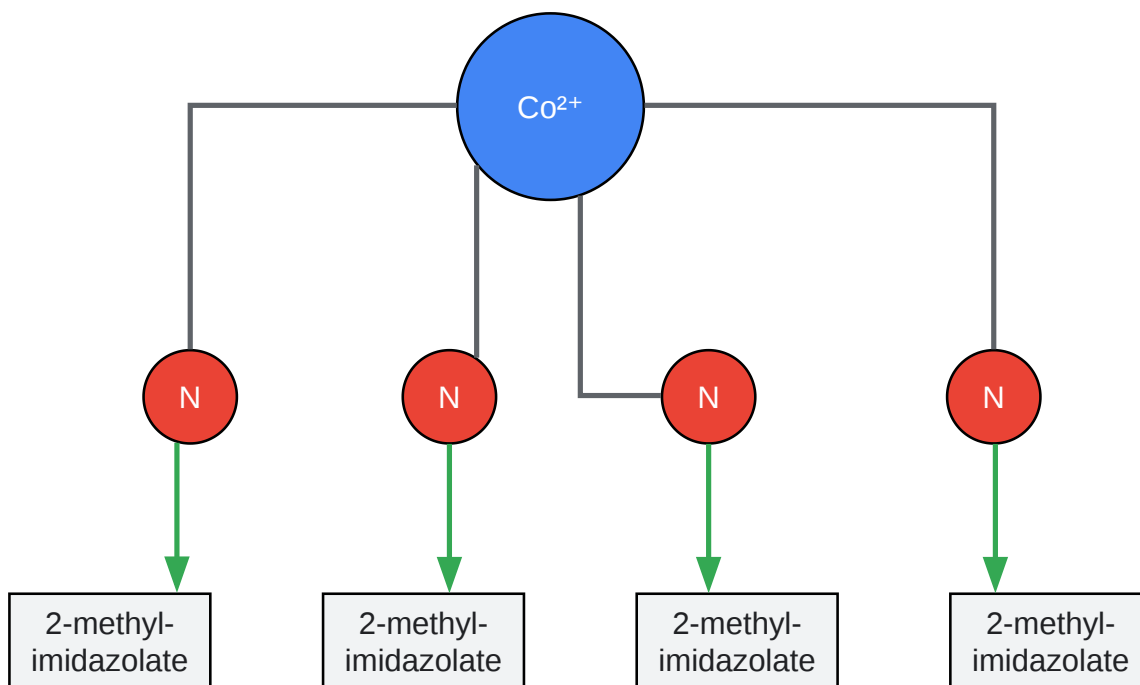 Co²⁺
N
N
N
N
2-methyl-
imidazolate
2-methyl-
imidazolate
2-methyl-
imidazolate
2-methyl-
imidazolate